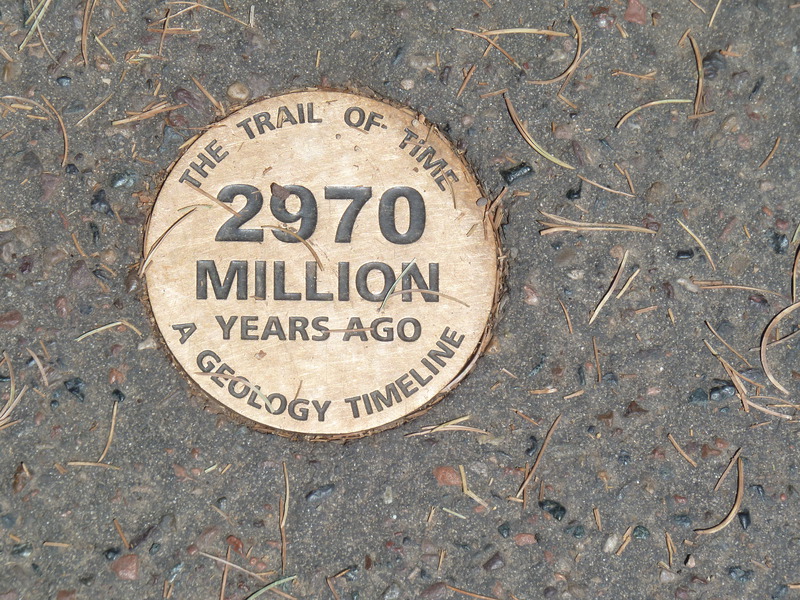 THE TRAIL OF TIME
2970
MILLION
YEARS AGO
A GEOLOGY TIMELINE